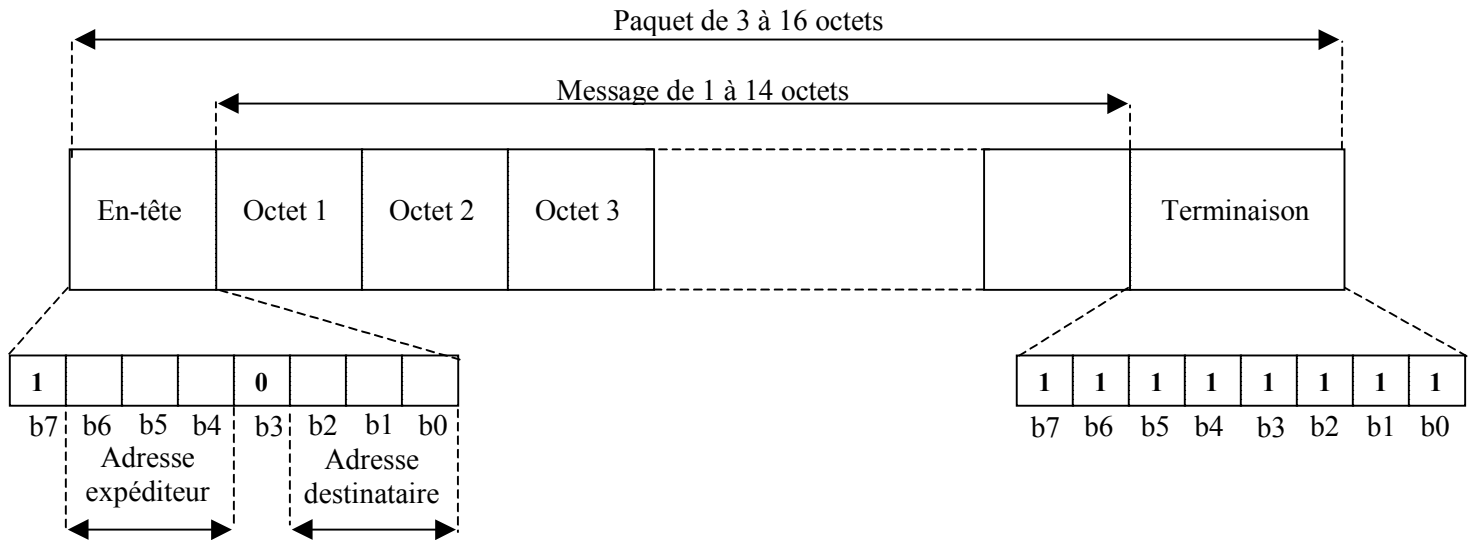 Paquet de 3 à 16 octets
Message de 1 à 14 octets
En-tête Octet 1 Octet 2 Octet 3 Terminaison
1 0 1 1 1 1 1 1 1 1
b7 b6 b5 b4 b3 b2 b1 b0 b7 b6 b5 b4 b3 b2 b1 b0
Adresse Adresse
expéditeur destinataire